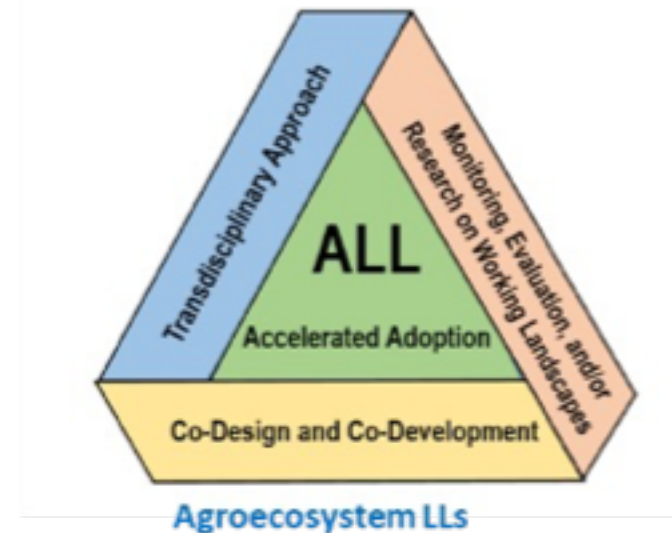 Transdisciplinary Approach
Monitoring, Evaluation, and/or
Research on Working Landscapes
ALL
Accelerated Adoption
Co-Design and Co-Development
Agroecosystem LLs